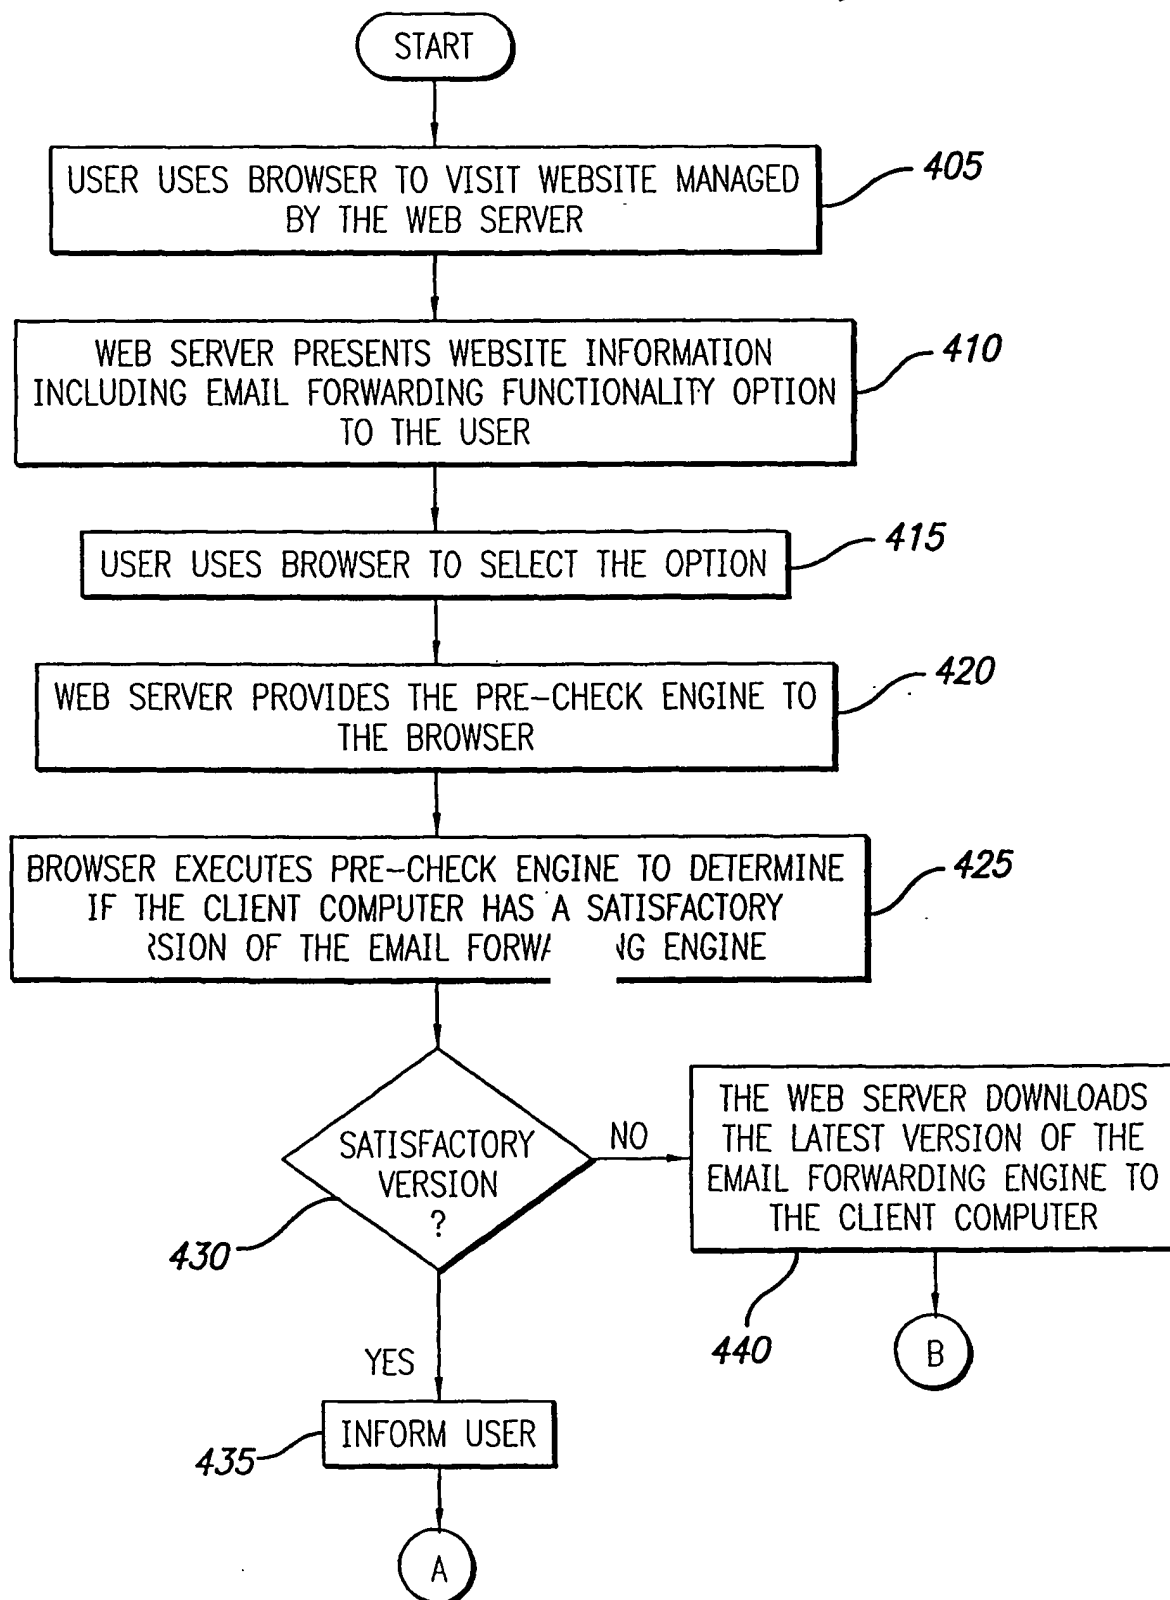 START
USER USES BROWSER TO VISIT WEBSITE MANAGED
BY THE WEB SERVER
405
WEB SERVER PRESENTS WEBSITE INFORMATION
INCLUDING EMAIL FORWARDING FUNCTIONALITY OPTION
TO THE USER
410
USER USES BROWSER TO SELECT THE OPTION
415
WEB SERVER PROVIDES THE PRE-CHECK ENGINE TO
THE BROWSER
420
BROWSER EXECUTES PRE-CHECK ENGINE TO DETERMINE
IF THE CLIENT COMPUTER HAS A SATISFACTORY
OF THE EMAIL ENGINE
425
SATISFACTORY
VERSION
?
430
NO
THE WEB SERVER DOWNLOADS
THE LATEST VERSION OF THE
EMAIL FORWARDING ENGINE TO
THE CLIENT COMPUTER
440
B
YES
INFORM USER
435
A